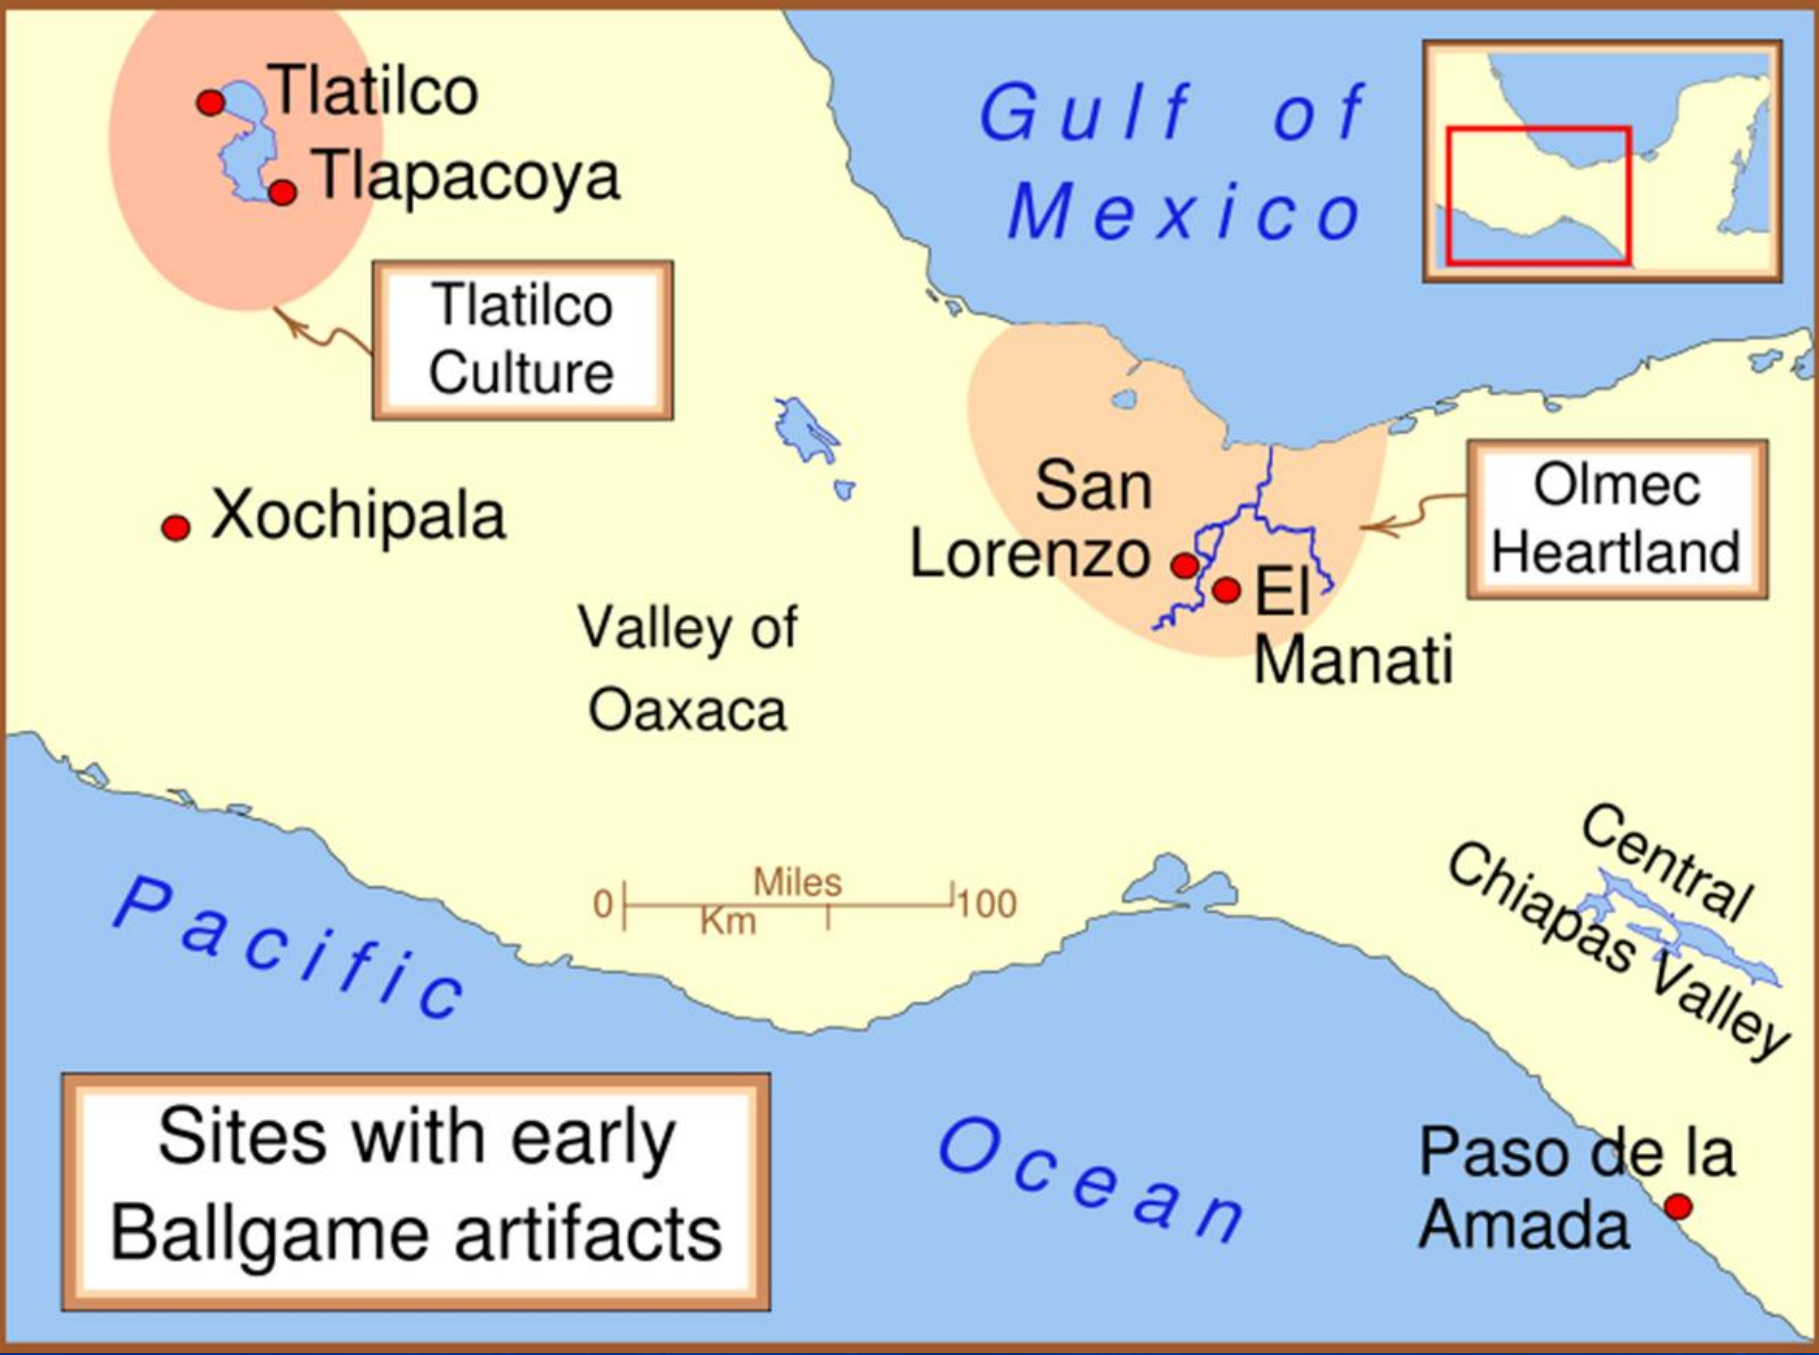 Tlatilco
Tlapacoya
Tlatilco
Culture
Xochipala
Valley of
Oaxaca
Gulf of
Mexico
San
Lorenzo
El
Manati
Olmec
Heartland
Central
Chiapas Valley
Miles
0 100
Km
Pacific
Ocean
Paso de la
Amada
Sites with early
Ballgame artifacts